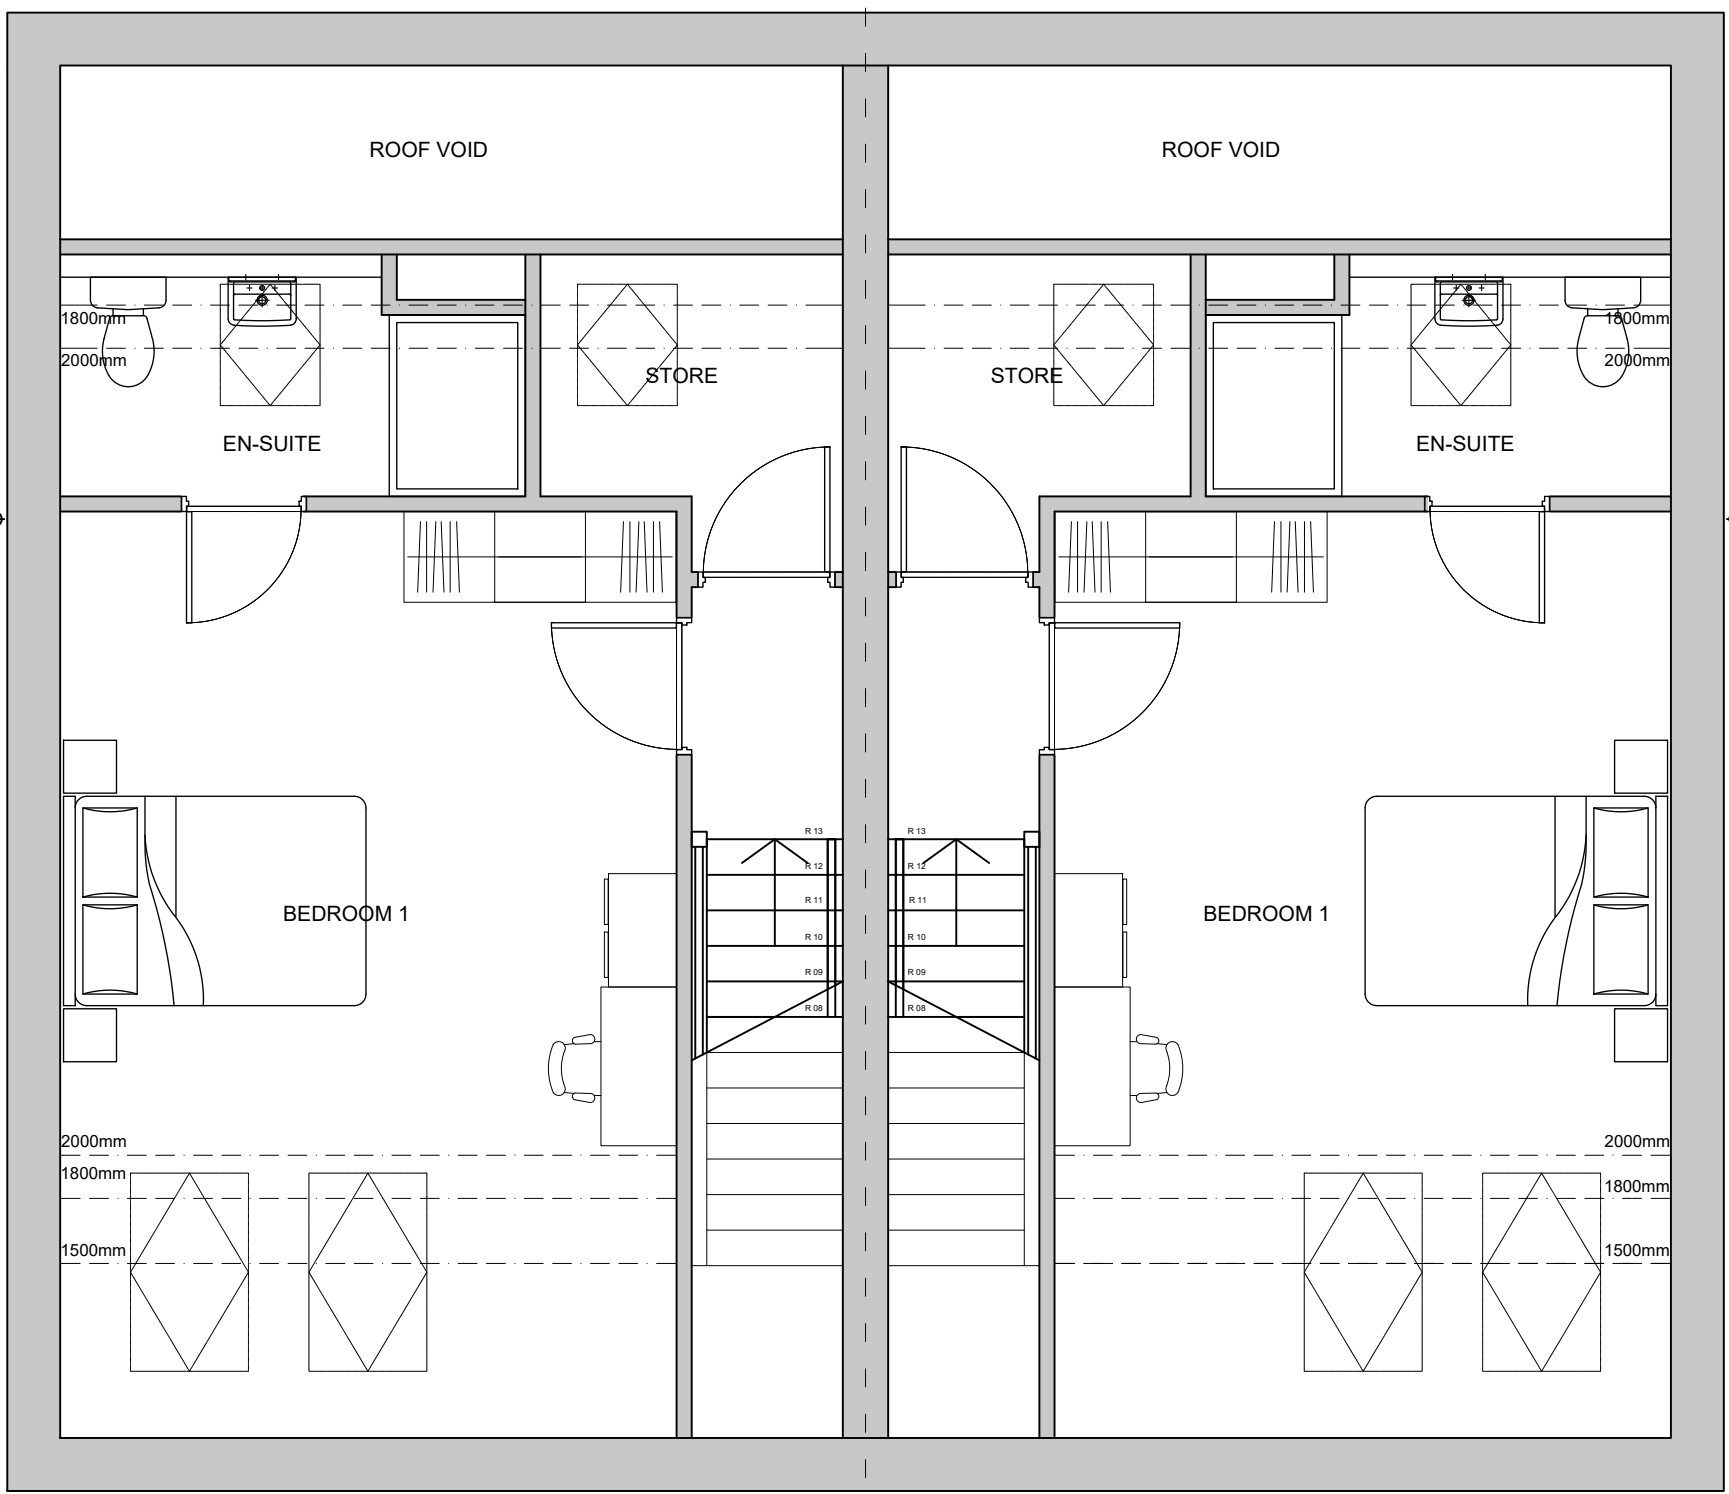 ROOF VOID
ROOF VOID
1800mm
1800mm
2000mm
2000mm
STORE
STORE
EN-SUITE
EN-SUITE
R 13
R 13
R 12
R 12
R 11
R 11
BEDROOM 1
BEDROOM 1
R 10
R 10
R 09
R 09
R 08
R 08
2000mm
2000mm
1800mm
1800mm
1500mm
1500mm